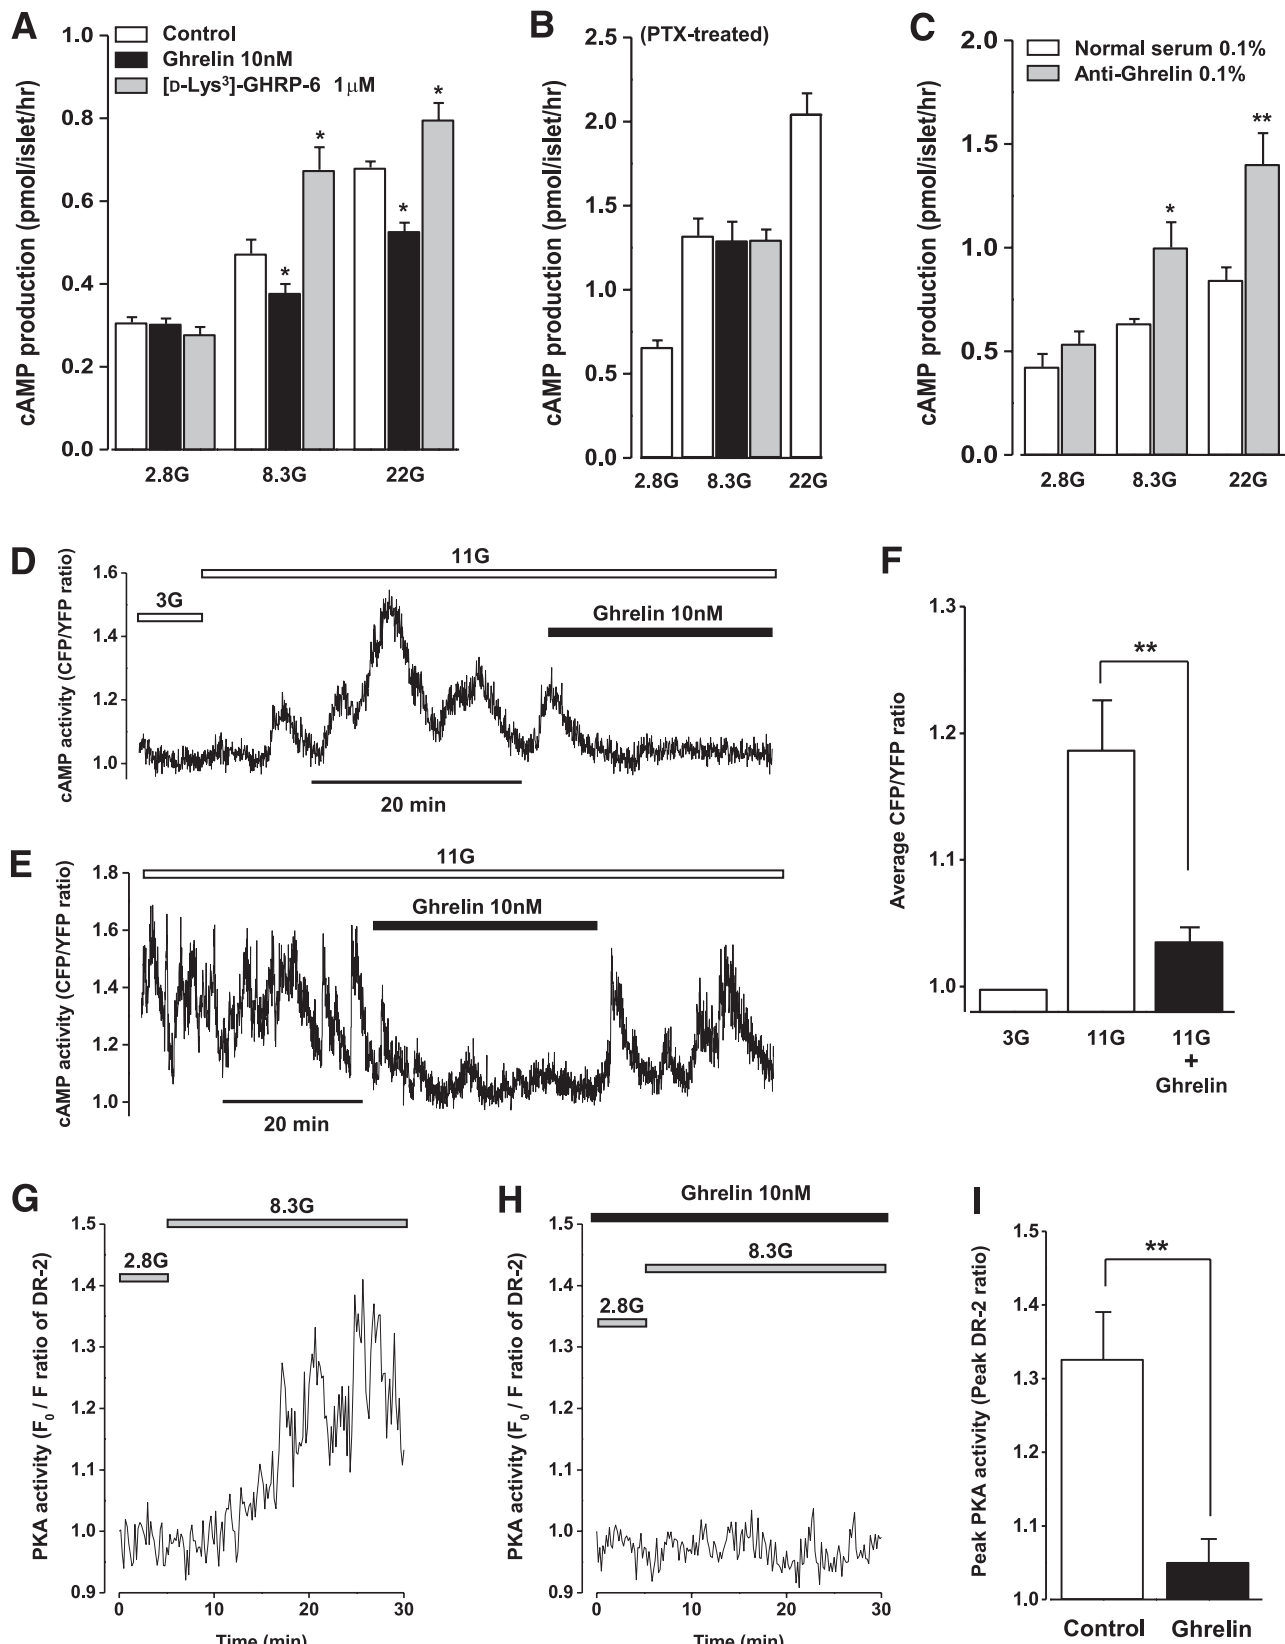 A
cAMP production (pmol/islet/hr)
1.0
0.8
0.6
0.4
0.2
0.0
Control
Ghrelin 10nM
[D-Lys³]-GHRP-6 1μM
*
*
*
*
2.8G 8.3G 22G
B
(PTX-treated)
cAMP production (pmol/islet/hr)
2.5
2.0
1.5
1.0
0.5
0.0
2.8G 8.3G 22G
C
cAMP production (pmol/islet/hr)
2.0
1.5
1.0
0.5
0.0
Normal serum 0.1%
Anti-Ghrelin 0.1%
*
**
2.8G 8.3G 22G
D
cAMP activity (CFP/YFP ratio)
1.6
1.4
1.2
1.0
11G
3G
Ghrelin 10nM
20 min
E
cAMP activity (CFP/YFP ratio)
1.8
1.6
1.4
1.2
1.0
11G
Ghrelin 10nM
20 min
F
Average CFP/YFP ratio
1.3
1.2
1.1
1.0
**
3G 11G 11G
+
Ghrelin
G
PKA activity (F₀ / F ratio of DR-2)
1.5
1.4
1.3
1.2
1.1
1.0
0.9
8.3G
2.8G
0 10 20 30
Time (min)
H
PKA activity (F₀ / F ratio of DR-2)
1.5
1.4
1.3
1.2
1.1
1.0
0.9
Ghrelin 10nM
8.3G
2.8G
0 10 20 30
Time (min)
I
Peak PKA activity (Peak DR-2 ratio)
1.5
1.4
1.3
1.2
1.1
1.0
**
Control Ghrelin